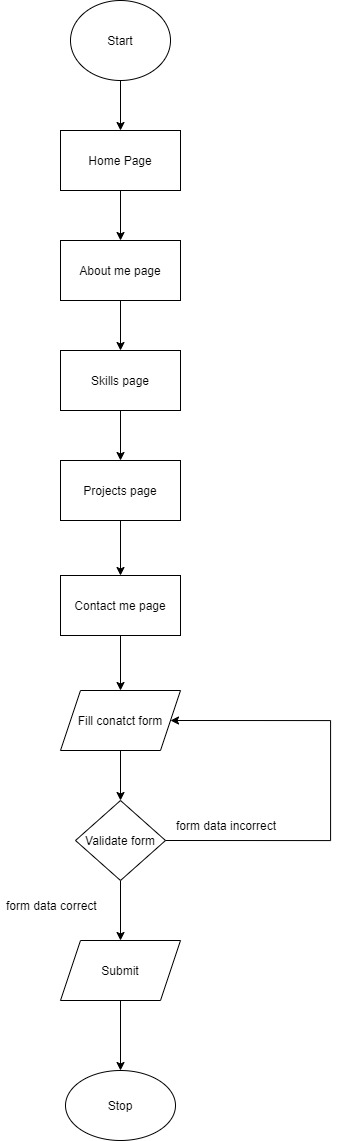 Start
Home Page
About me page
Skills page
Projects page
Contact me page
Fill conatct form
Validate form
form data incorrect
form data correct
Submit
Stop